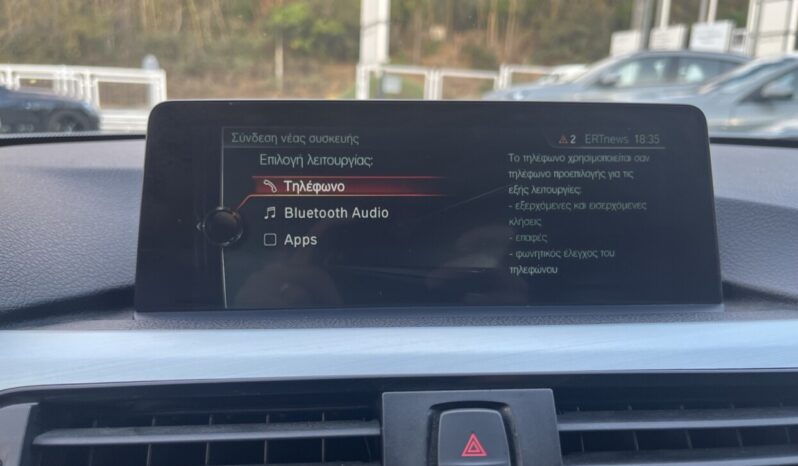 Σύνδεση νέας συσκευής
2 ERTnews 18:35
Επιλογή λειτουργίας:
Τηλέφωνο
Bluetooth Audio
Apps
Το τηλέφωνο χρησιμοποιείται σαν
τηλέφωνο προεπιλογής για τις
εξής λειτουργίες:
- εξερχόμενες και εισερχόμενες
κλήσεις
- επαφές
- φωνητικός έλεγχος του
τηλεφώνου